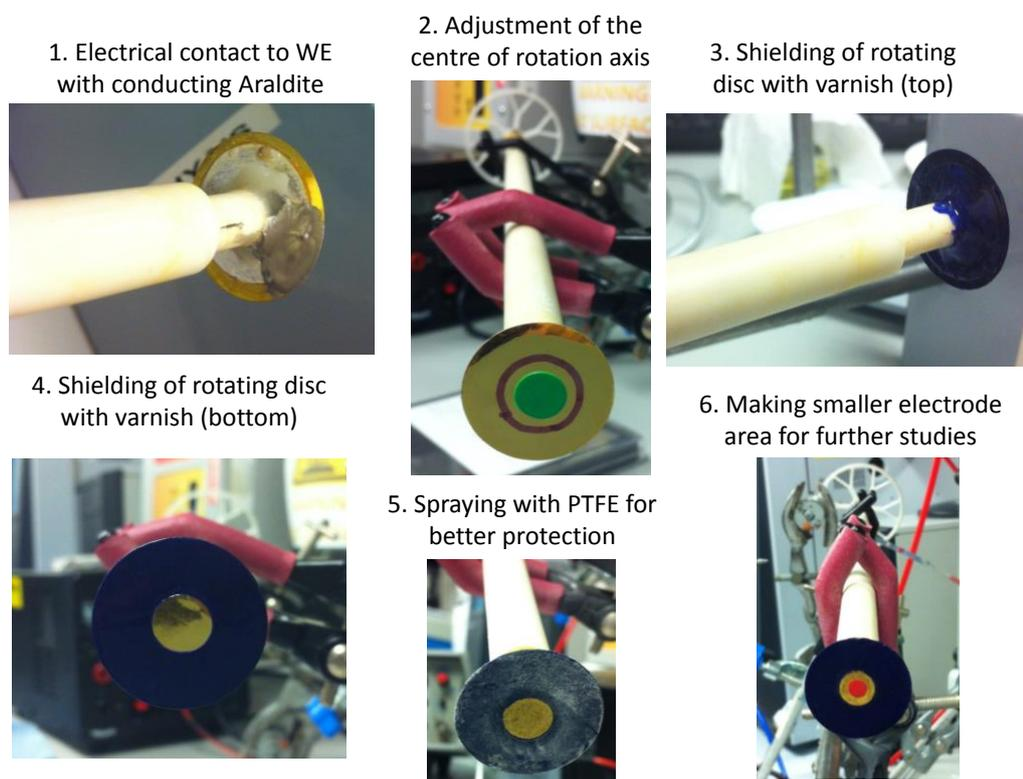 1. Electrical contact to WE
with conducting Araldite
2. Adjustment of the
centre of rotation axis
3. Shielding of rotating
disc with varnish (top)
4. Shielding of rotating disc
with varnish (bottom)
5. Spraying with PTFE for
better protection
6. Making smaller electrode
area for further studies
WARNING